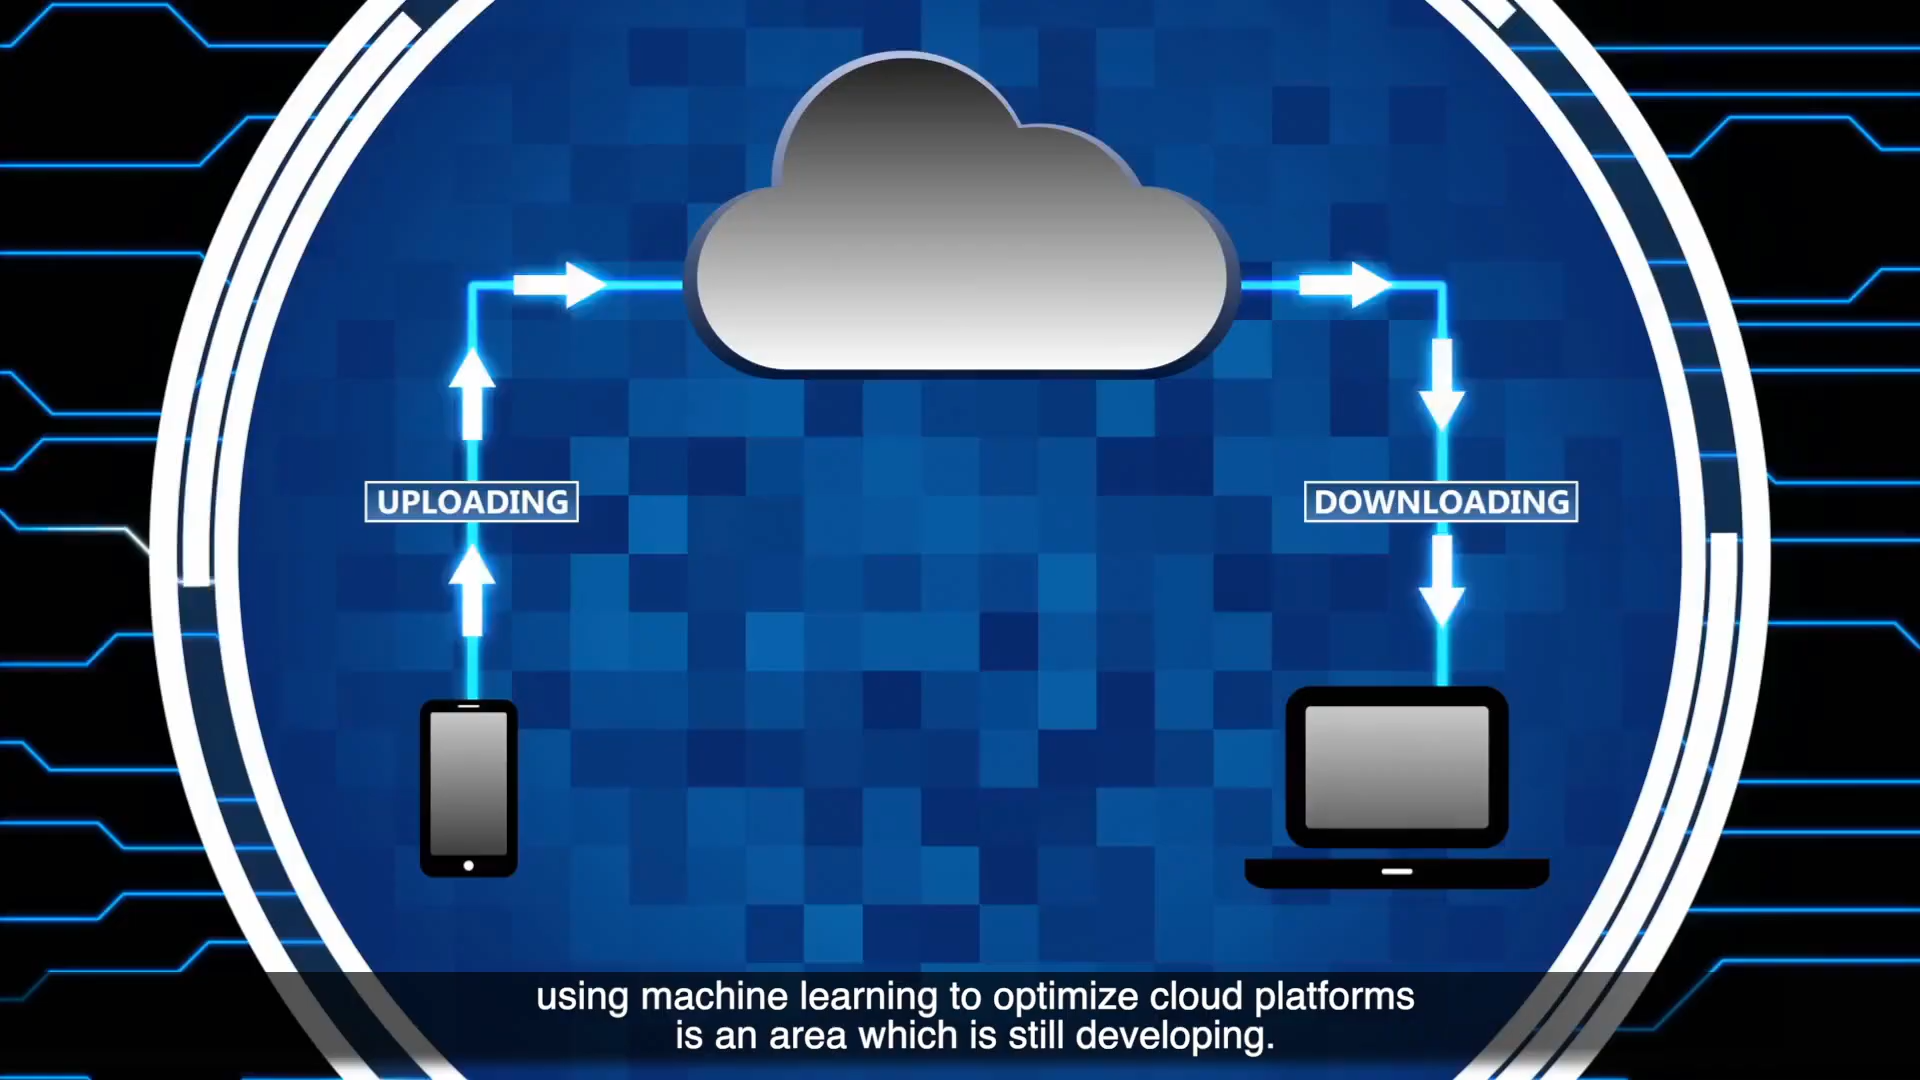 UPLOADING
DOWNLOADING
using machine learning to optimize cloud platforms
is an area which is still developing.